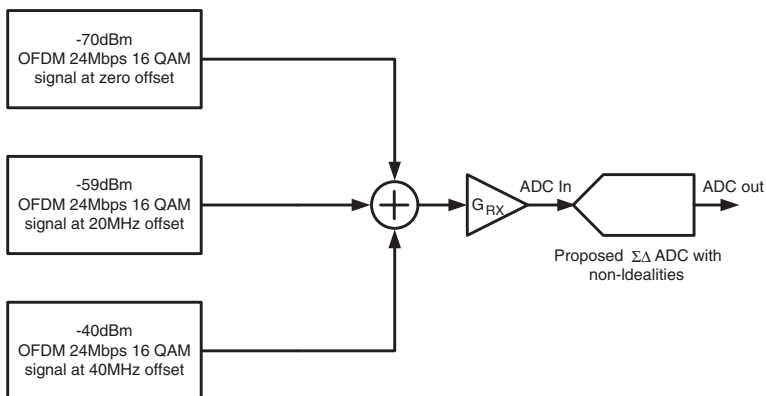 -70dBm
OFDM 24Mbps 16 QAM
signal at zero offset
-59dBm
OFDM 24Mbps 16 QAM
signal at 20MHz offset
-40dBm
OFDM 24Mbps 16 QAM
signal at 40MHz offset
GRX
ADC In
ADC out
Proposed ΣΔ ADC with
non-Idealities